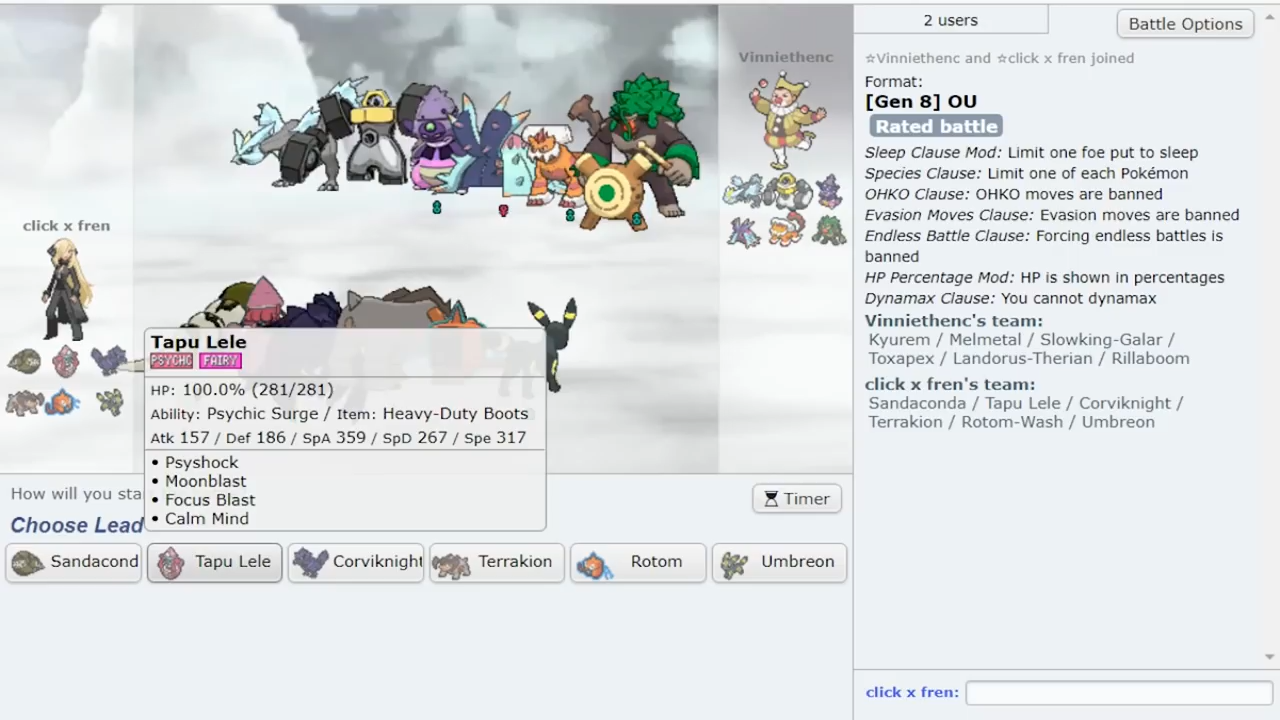 2 users
Battle Options
Vinniethenc
☆Vinniethenc and ☆click x fren joined
Format:
[Gen 8] OU
Rated battle
Sleep Clause Mod: Limit one foe put to sleep
Species Clause: Limit one of each Pokémon
OHKO Clause: OHKO moves are banned
Evasion Moves Clause: Evasion moves are banned
Endless Battle Clause: Forcing endless battles is
banned
HP Percentage Mod: HP is shown in percentages
Dynamax Clause: You cannot dynamax
Vinniethenc's team:
Kyurem / Melmetal / Slowking-Galar /
Toxapex / Landorus-Therian / Rillaboom
click x fren's team:
Sandaconda / Tapu Lele / Corviknight /
Terrakion / Rotom-Wash / Umbreon
click x fren
Tapu Lele
PSYCHC FAIRY
HP: 100.0% (281/281)
Ability: Psychic Surge / Item: Heavy-Duty Boots
Atk 157 / Def 186 / SpA 359 / SpD 267 / Spe 317
• Psyshock
• Moonblast
• Focus Blast
• Calm Mind
How will you sta
Timer
Choose Lead
Sandacond
Tapu Lele
Corviknight
Terrakion
Rotom
Umbreon
click x fren: